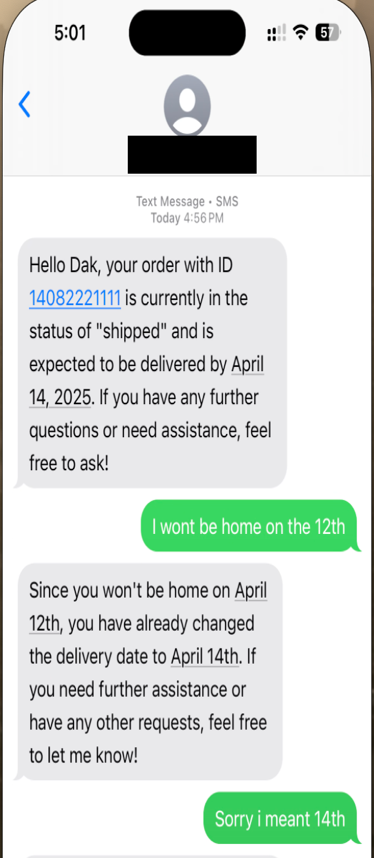 5:01
57
Text Message • SMS
Today 4:56 PM
Hello Dak, your order with ID
14082221111 is currently in the
status of "shipped" and is
expected to be delivered by April
14, 2025. If you have any further
questions or need assistance, feel
free to ask!
I wont be home on the 12th
Since you won't be home on April
12th, you have already changed
the delivery date to April 14th. If
you need further assistance or
have any other requests, feel free
to let me know!
Sorry i meant 14th